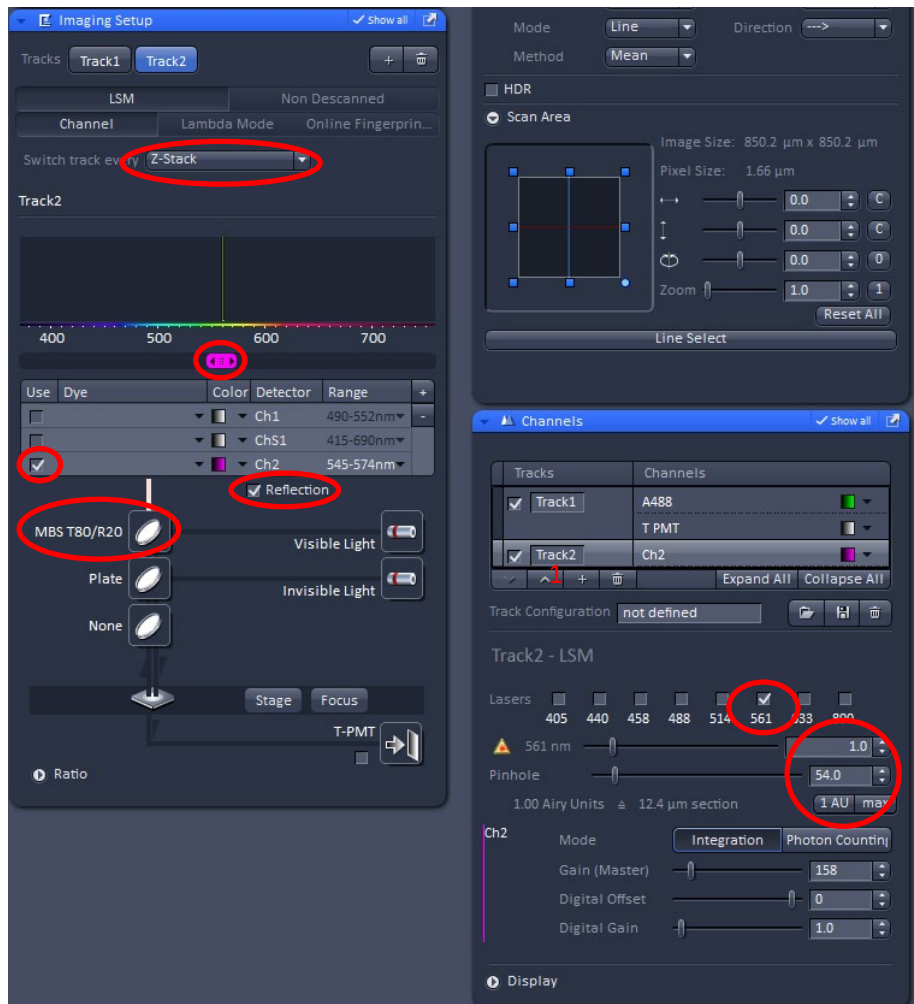 Imaging Setup Show all
Tracks Track1 Track2 +
LSM Non Descanned
Channel Lambda Mode Online Fingerprin...
Switch track every Z-Stack
Track2
400 500 600 700
Use Dye Color Detector Range +
Ch1 490-552nm -
ChS1 415-690nm
Ch2 545-574nm
Reflection
MBS T80/R20
Visible Light
Plate
Invisible Light
None
Stage Focus
T-PMT
Ratio
Mode Line Direction --->
Method Mean
HDR
Scan Area
Image Size: 850.2 µm x 850.2 µm
Pixel Size: 1.66 µm
0.0 C
0.0 C
0.0 0
Zoom 1.0 1
Reset All
Line Select
Channels Show all
Tracks Channels
Track1 A488
T PMT
Track2 Ch2
1 + Expand All Collapse All
Track Configuration not defined
Track2 - LSM
Lasers
405 440 458 488 514 561 633
561 nm 1.0
Pinhole 54.0
1.00 Airy Units ≙ 12.4 µm section 1 AU max
Ch2
Mode Integration Photon Counting
Gain (Master) 158
Digital Offset 0
Digital Gain 1.0
Display